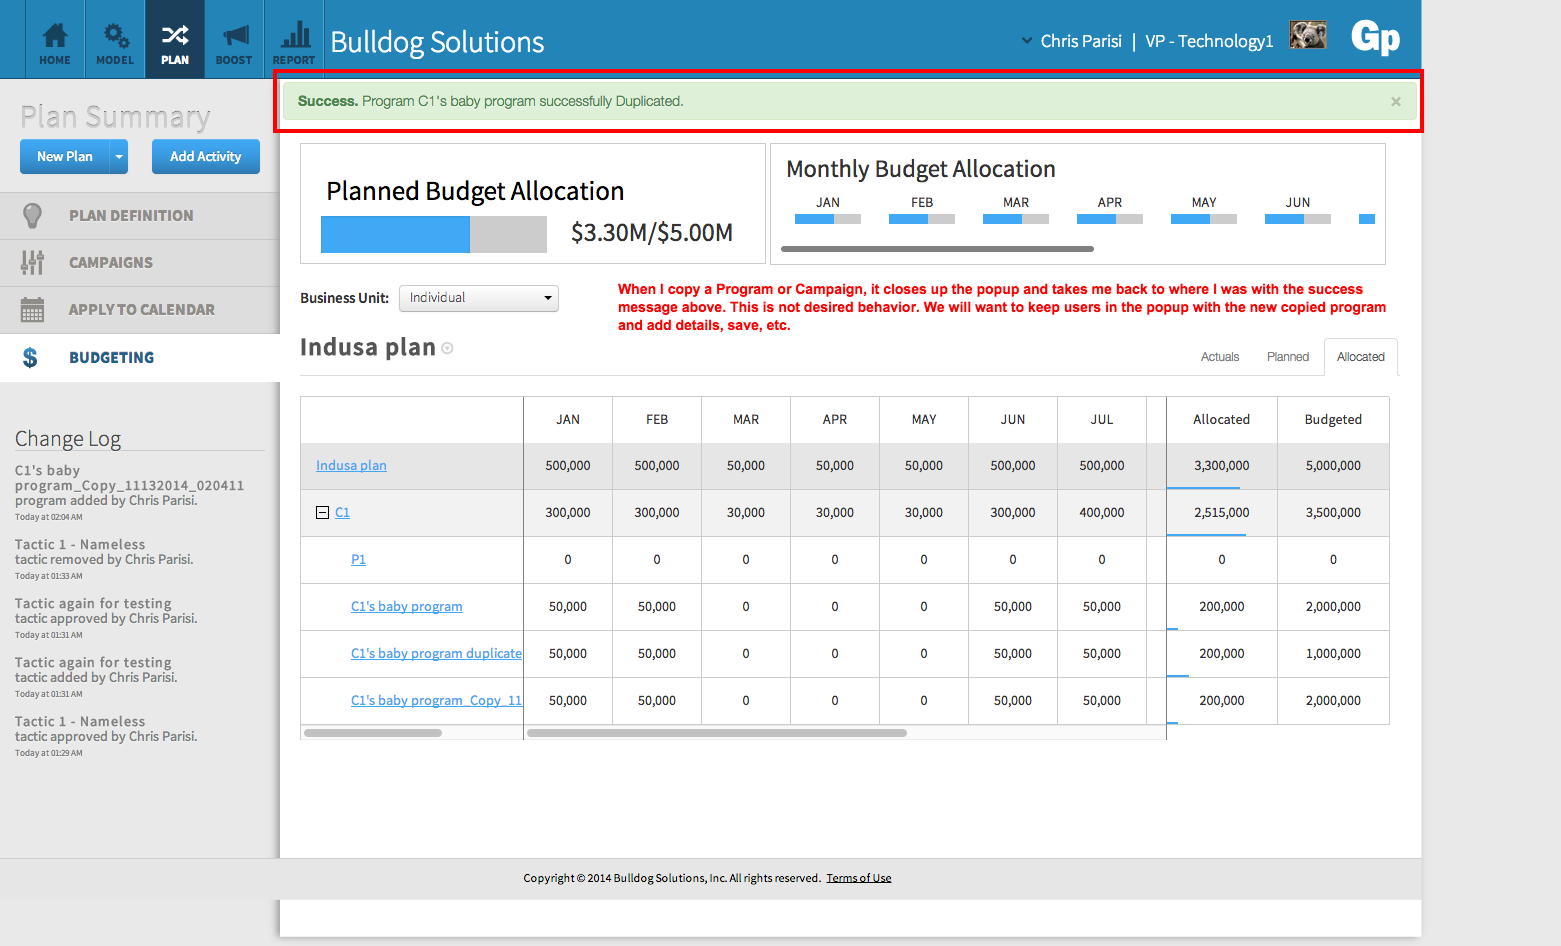 HOME
MODEL
PLAN
BOOST
REPORT
Bulldog Solutions
Chris Parisi | VP - Technology1
Gp
Success. Program C1's baby program successfully Duplicated.
×
Plan Summary
New Plan
Add Activity
PLAN DEFINITION
CAMPAIGNS
APPLY TO CALENDAR
$ BUDGETING
Change Log
C1's baby
program_Copy_11132014_020411
program added by Chris Parisi.
Today at 02:04 AM
Tactic 1 - Nameless
tactic removed by Chris Parisi.
Today at 01:33 AM
Tactic again for testing
tactic approved by Chris Parisi.
Today at 01:31 AM
Tactic again for testing
tactic added by Chris Parisi.
Today at 01:31 AM
Tactic 1 - Nameless
tactic approved by Chris Parisi.
Today at 01:29 AM
Planned Budget Allocation
$3.30M/$5.00M
Monthly Budget Allocation
JAN FEB MAR APR MAY JUN
Business Unit: Individual
When I copy a Program or Campaign, it closes up the popup and takes me back to where I was with the success
message above. This is not desired behavior. We will want to keep users in the popup with the new copied program
and add details, save, etc.
Indusa plan
Actuals Planned Allocated
JAN FEB MAR APR MAY JUN JUL Allocated Budgeted
Indusa plan 500,000 500,000 50,000 50,000 50,000 500,000 500,000 3,300,000 5,000,000
C1 300,000 300,000 30,000 30,000 30,000 300,000 400,000 2,515,000 3,500,000
P1 0 0 0 0 0 0 0 0 0
C1's baby program 50,000 50,000 0 0 0 50,000 50,000 200,000 2,000,000
C1's baby program duplicate 50,000 50,000 0 0 0 50,000 50,000 200,000 1,000,000
C1's baby program_Copy_11 50,000 50,000 0 0 0 50,000 50,000 200,000 2,000,000
Copyright © 2014 Bulldog Solutions, Inc. All rights reserved. Terms of Use